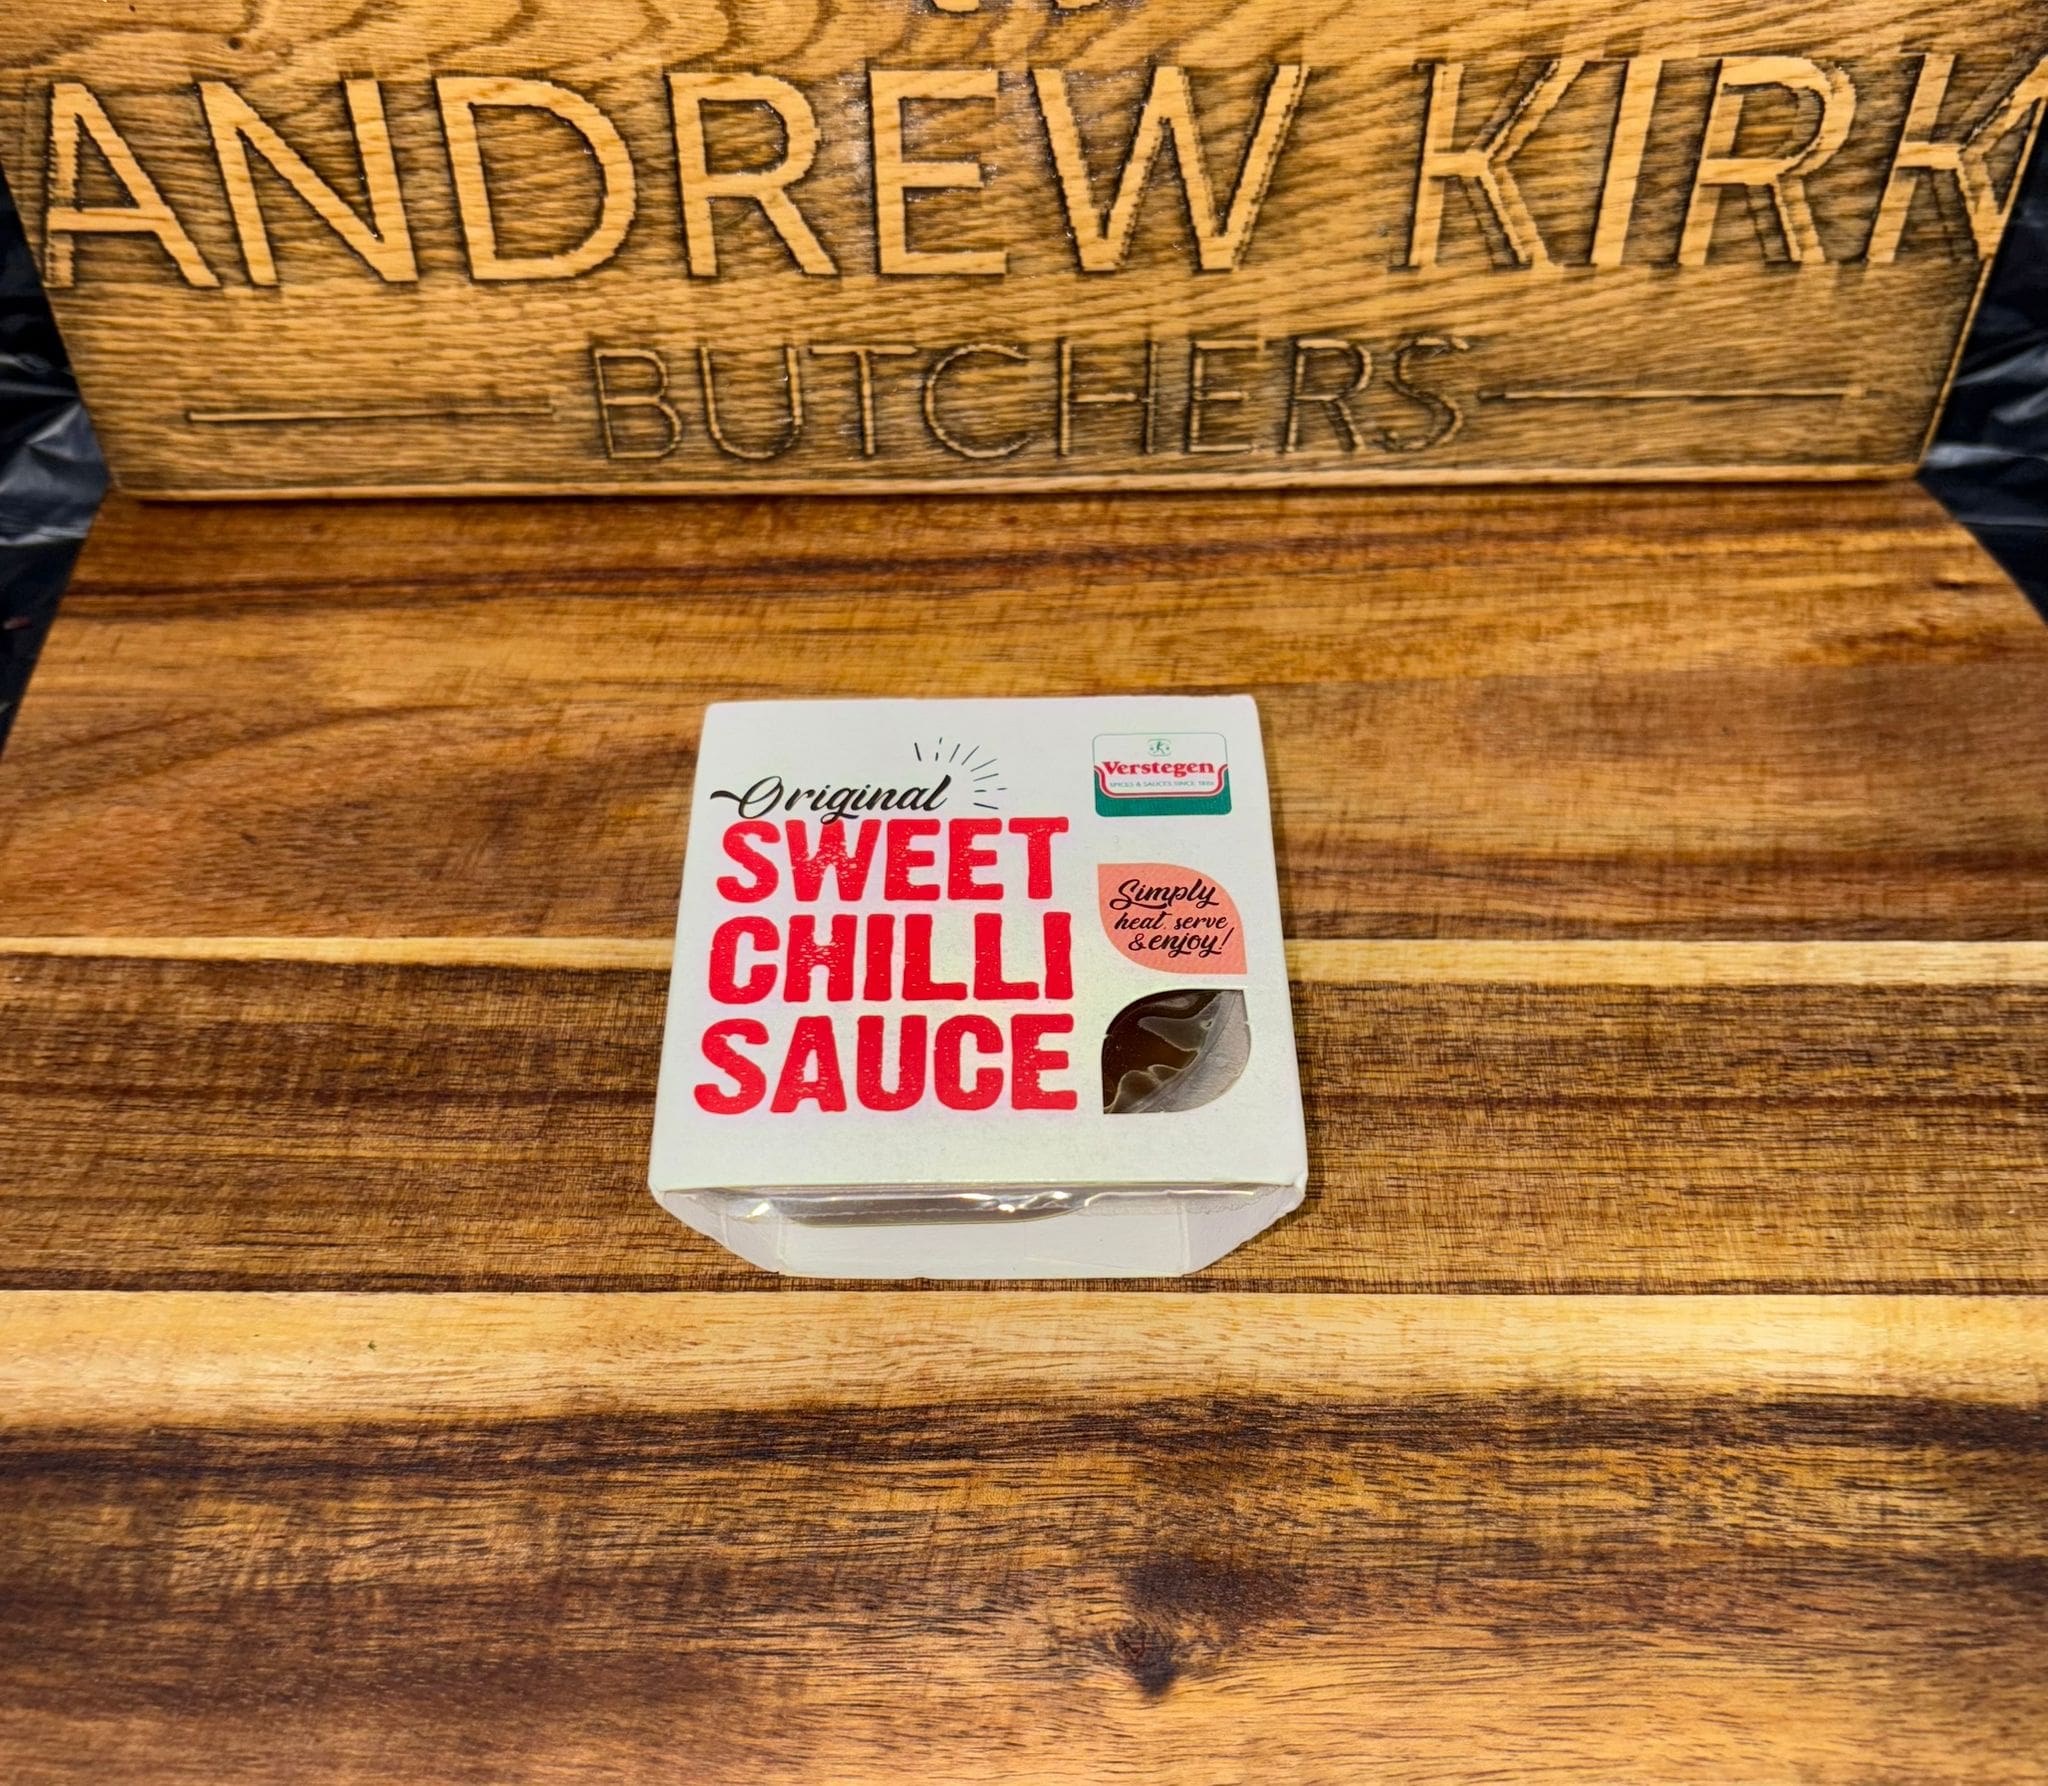 ANDREW KIRK
BUTCHERS
Original
SWEET
CHILLI
SAUCE
Verstegen
SPICES & SAUCES SINCE 1886
Simply
heat, serve
& enjoy!